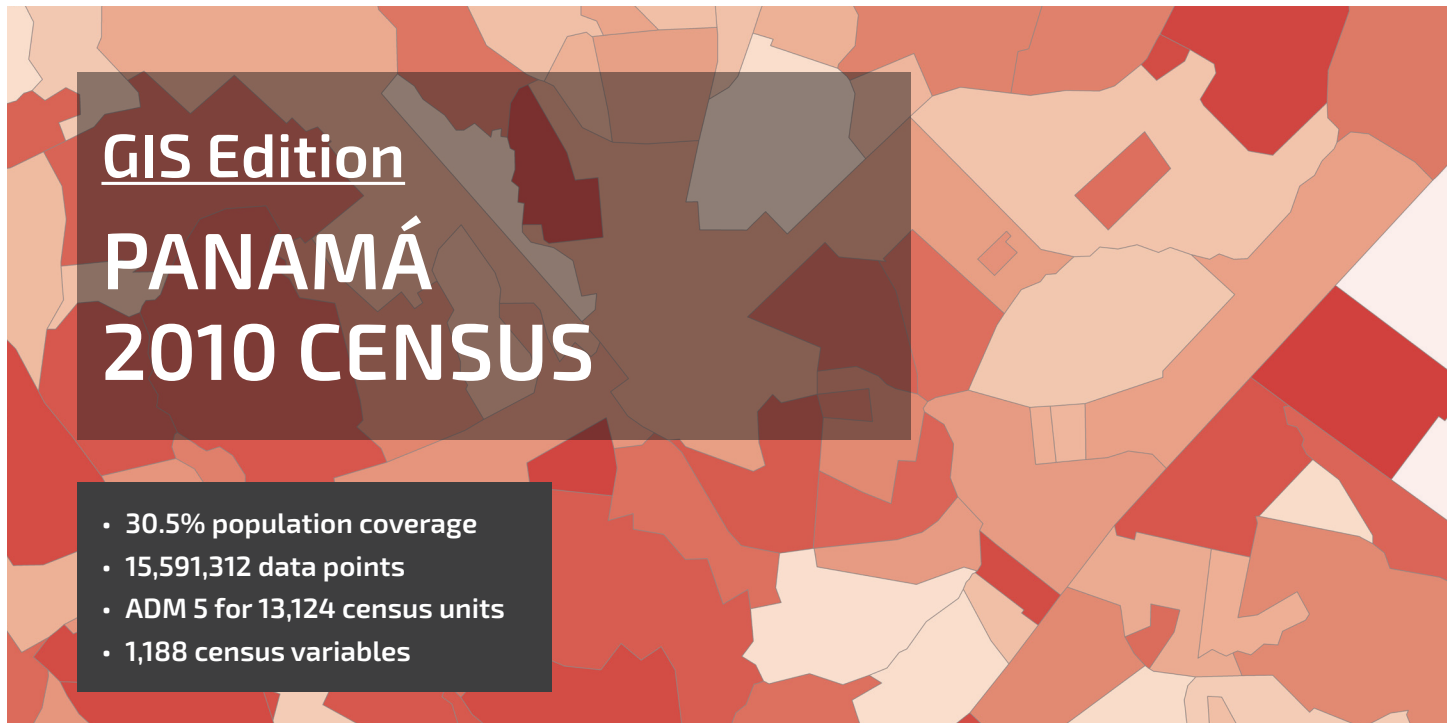 GIS Edition
PANAMÁ
2010 CENSUS
• 30.5% population coverage
• 15,591,312 data points
• ADM 5 for 13,124 census units
• 1,188 census variables